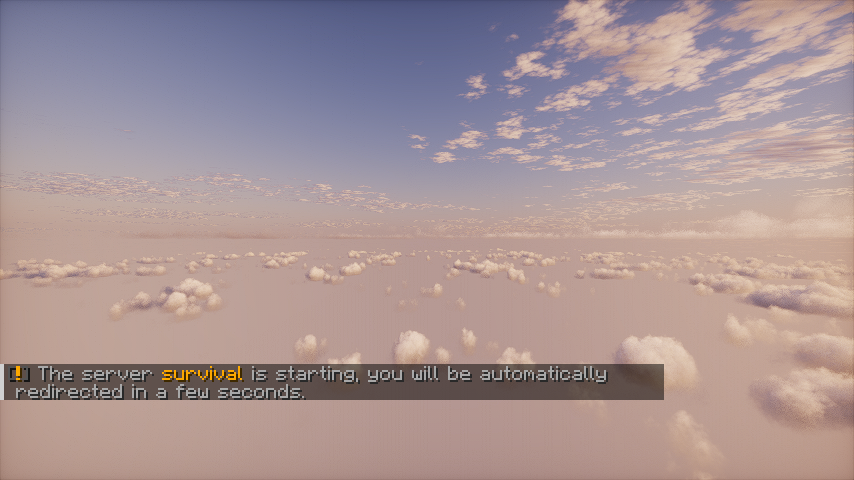 [!] The server survival is starting, you will be automatically
redirected in a few seconds.